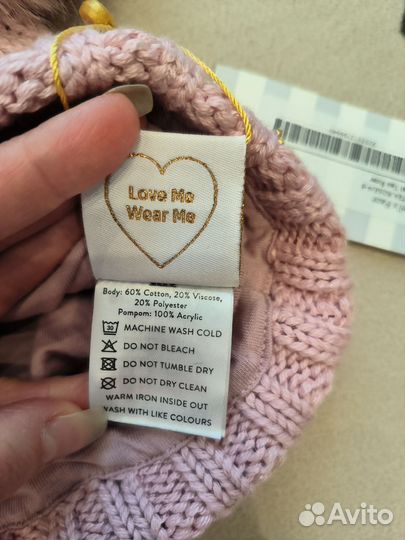 Love Me
Wear Me
Body: 60% Cotton, 20% Viscose,
20% Polyester
Pompom: 100% Acrylic
30
MACHINE WASH COLD
DO NOT BLEACH
DO NOT TUMBLE DRY
DO NOT DRY CLEAN
WARM IRON INSIDE OUT
WASH WITH LIKE COLOURS
Avito